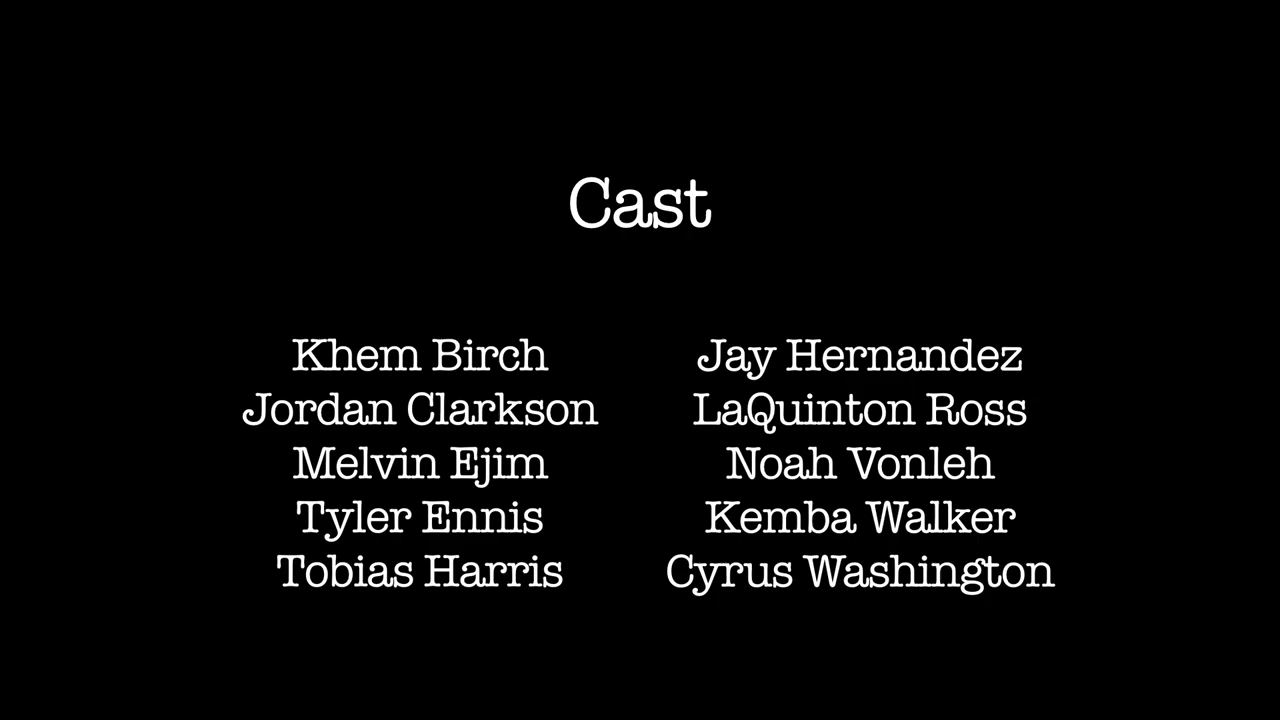 Cast
Khem Birch
Jordan Clarkson
Melvin Ejim
Tyler Ennis
Tobias Harris
Jay Hernandez
LaQuinton Ross
Noah Vonleh
Kemba Walker
Cyrus Washington